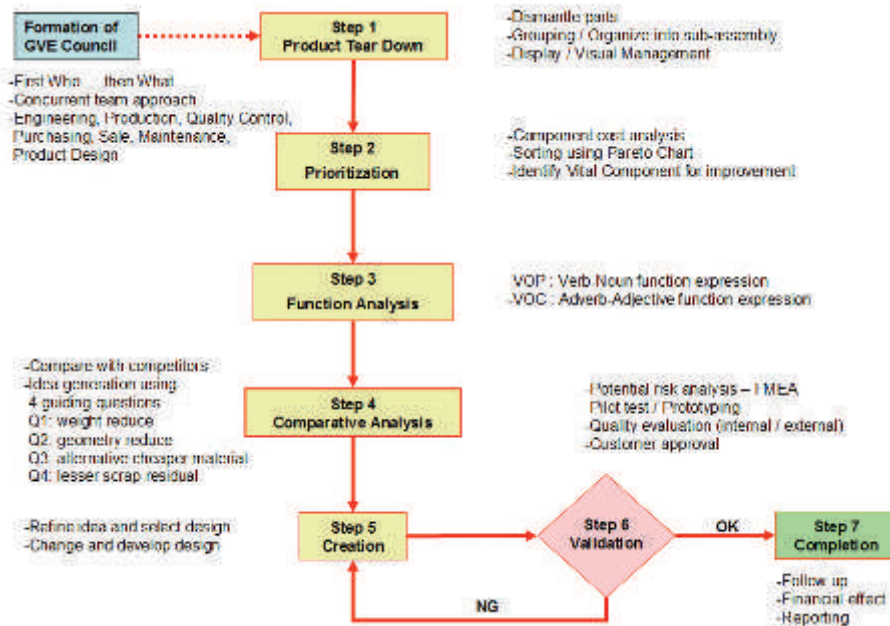 Formation of
GVE Council
-First Who ... then What
-Concurrent team approach
-Engineering, Production, Quality Control,
Purchasing, Sale, Maintenance,
Product Design
Step 1
Product Tear Down
-Dismantle parts
-Grouping / Organize into sub-assembly
-Display / Visual Management
Step 2
Prioritization
-Component cost analysis
-Sorting using Pareto Chart
-Identify Vital Component for improvement
Step 3
Function Analysis
VOP : Verb Noun function expression
-VOC : Adverb-Adjective function expression
-Compare with competitors
-Idea generation using
4 guiding questions
Q1: weight reduce
Q2: geometry reduce
Q3: alternative cheaper material
Q4: lesser scrap residual
Step 4
Comparative Analysis
-Potential risk analysis – FMEA
Pilot test / Prototyping
-Quality evaluation (internal / external)
-Customer approval
-Refine idea and select design
-Change and develop design
Step 5
Creation
Step 6
Validation
OK
Step 7
Completion
NG
-Follow up
-Financial effect
-Reporting